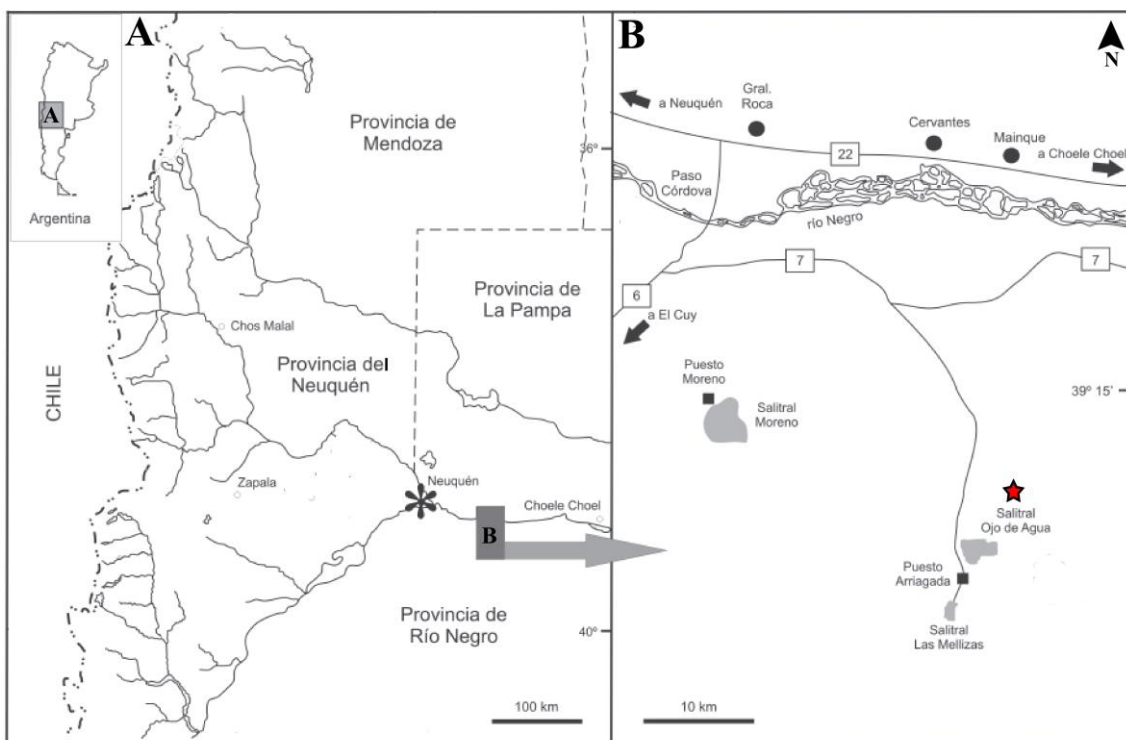 A
A
Argentina
Provincia de
Mendoza
36º
Provincia de
La Pampa
Chos Malal
Provincia del
Neuquén
CHILE
Zapala
Neuquén
Choele Choel
B
Provincia de
Río Negro
40º
100 km
B
N
a Neuquén
Gral.
Roca
Cervantes
Mainque
a Choele Choel
22
Paso
Córdova
río Negro
7
7
6
a El Cuy
Puesto
Moreno
39º 15'
Salitral
Moreno
Salitral
Ojo de Agua
Puesto
Arriagada
Salitral
Las Mellizas
10 km